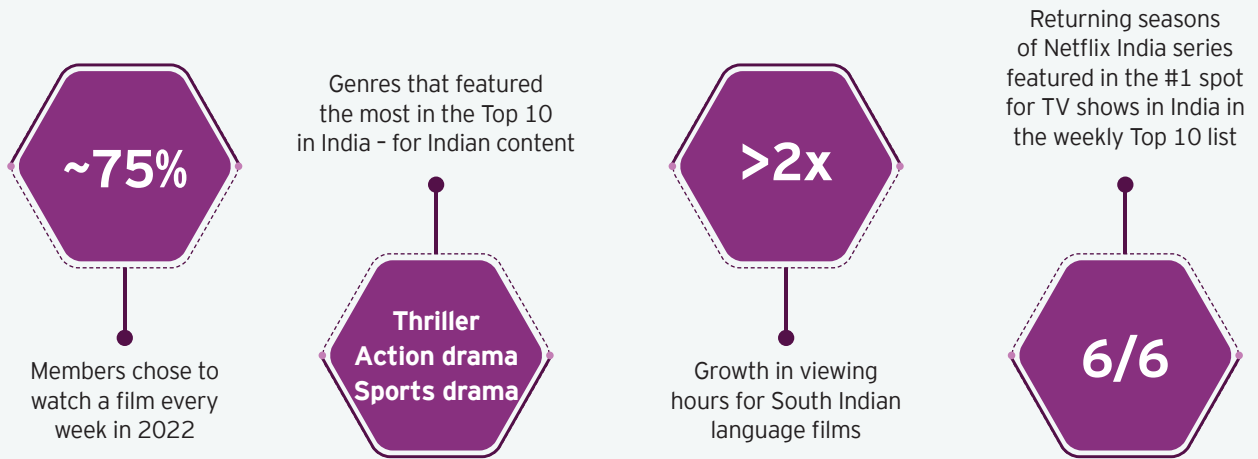 ~75%
Members chose to
watch a film every
week in 2022
Genres that featured
the most in the Top 10
in India – for Indian content
Thriller
Action drama
Sports drama
>2x
Growth in viewing
hours for South Indian
language films
Returning seasons
of Netflix India series
featured in the #1 spot
for TV shows in India in
the weekly Top 10 list
6/6